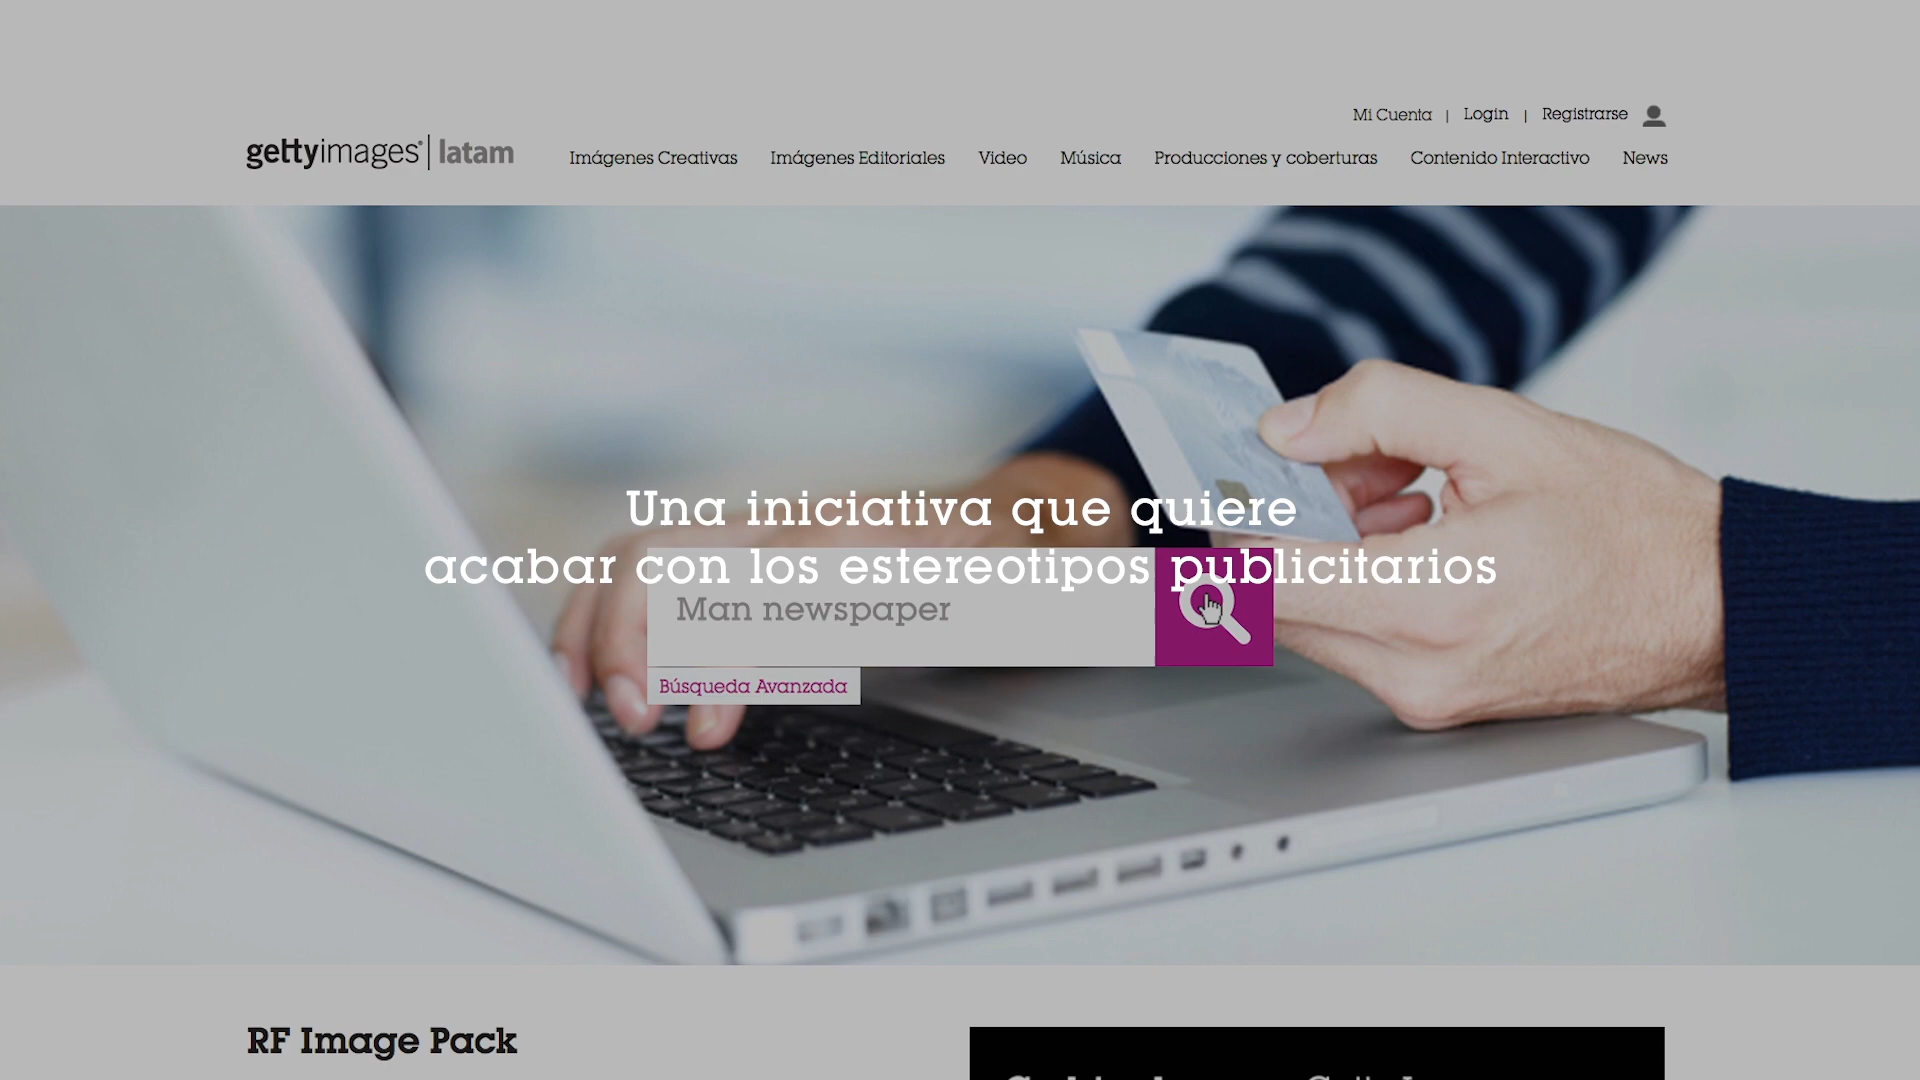 Mi Cuenta | Login | Registrarse
gettyimages® | latam
Imágenes Creativas Imágenes Editoriales Video Música Producciones y coberturas Contenido Interactivo News
Una iniciativa que quiere
acabar con los estereotipos publicitarios
Man newspaper
Búsqueda Avanzada
RF Image Pack